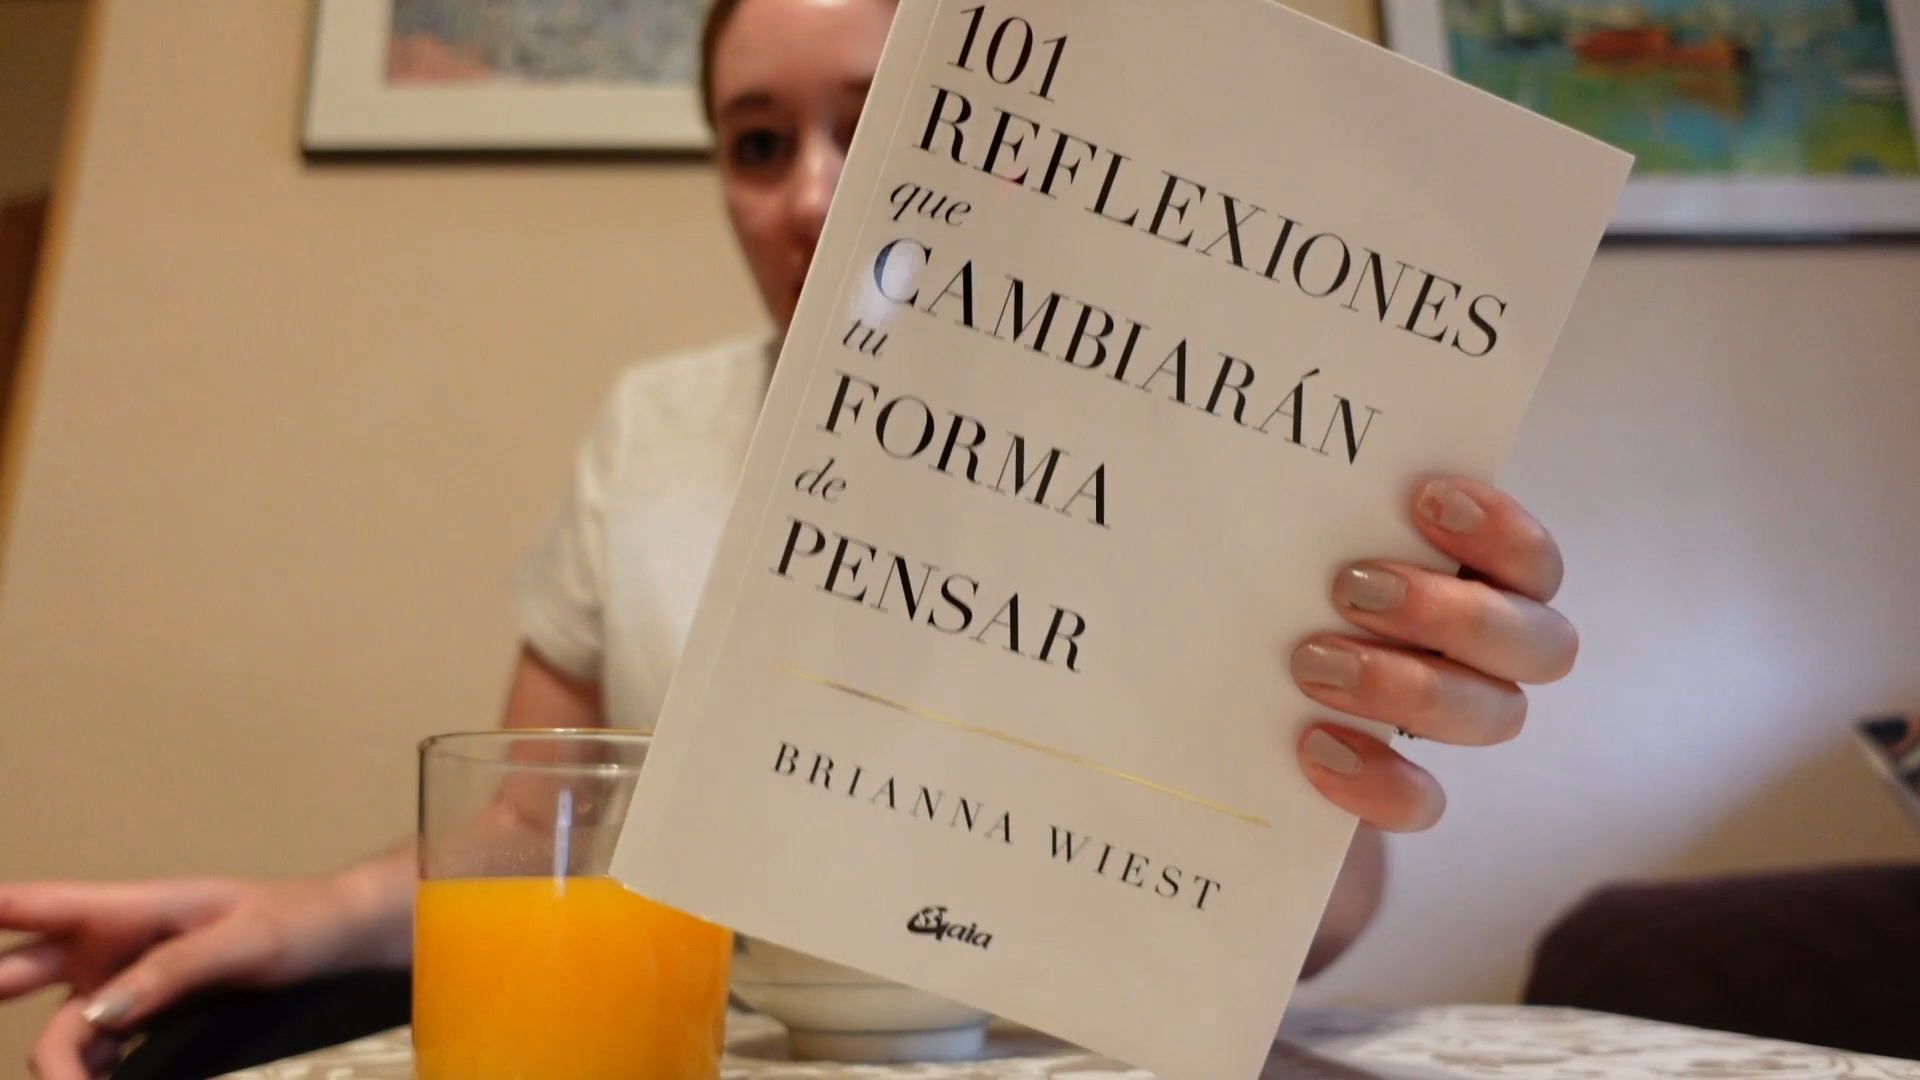 101
REFLEXIONES
que
CAMBIARÁN
tu
FORMA
de
PENSAR
BRIANNA WIEST
Gaia